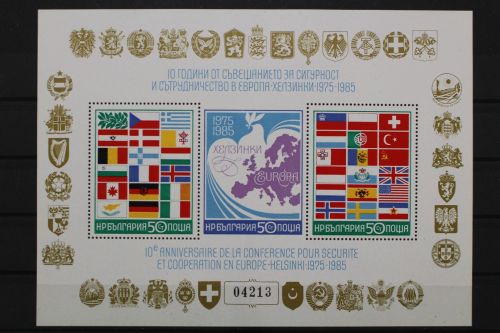 10 ГОДИНИ ОТ СЪВЕЩАНИЕТО ЗА СИГУРНОСТ
И СЪТРУДНИЧЕСТВО В ЕВРОПА·ХЕЛЗИНКИ·1975-1985
1975
1985
ХЕЛЗИНКИ
ЕUROPA
НР БЪЛГАРИЯ 50 ПОЩА
НР БЪЛГАРИЯ 50 ПОЩА
НР БЪЛГАРИЯ 50 ПОЩА
10e ANNIVERSAIRE DE LA CONFERENCE POUR SECURITE
ET COOPERATION EN EUROPE·HELSINKI·1975-1985
04213